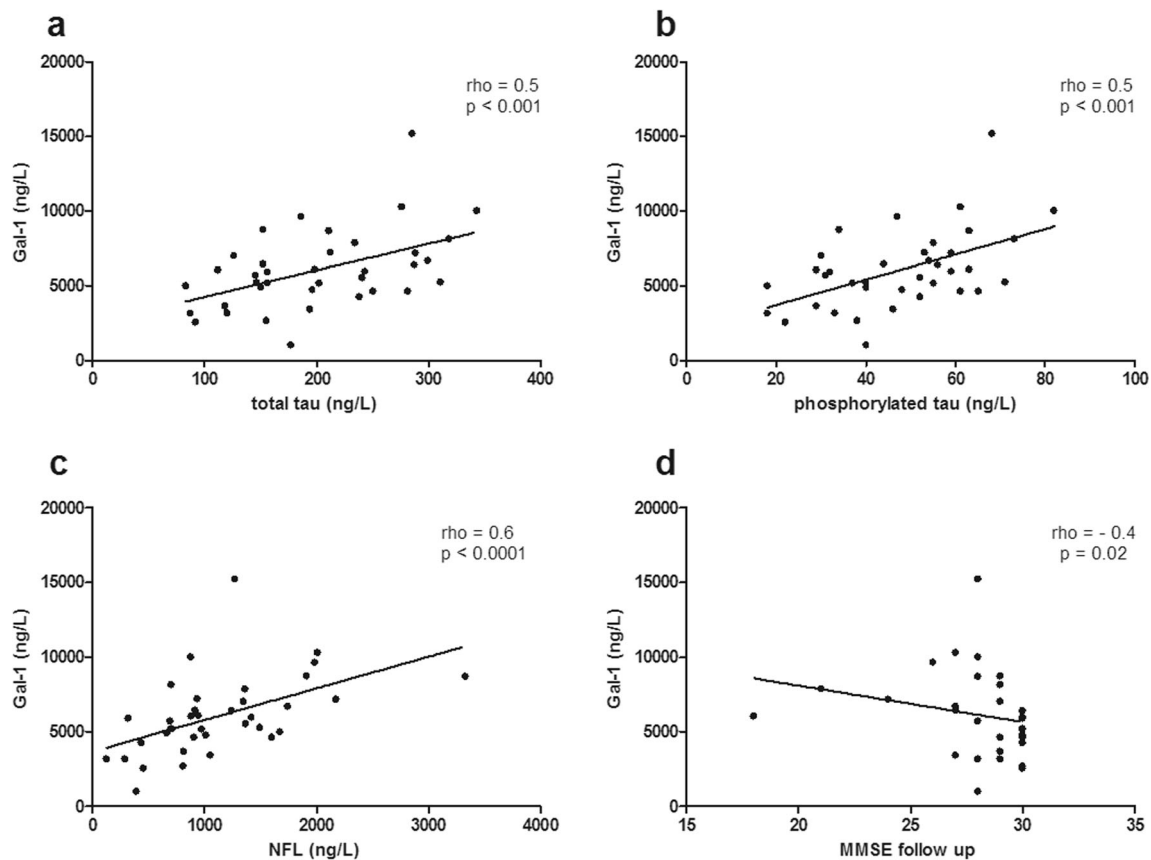 a
20000
15000
10000
5000
0
Gal-1 (ng/L)
rho = 0.5
p < 0.001
0 100 200 300 400
total tau (ng/L)
b
20000
15000
10000
5000
0
Gal-1 (ng/L)
rho = 0.5
p < 0.001
0 20 40 60 80 100
phosphorylated tau (ng/L)
c
20000
15000
10000
5000
0
Gal-1 (ng/L)
rho = 0.6
p < 0.0001
0 1000 2000 3000 4000
NFL (ng/L)
d
20000
15000
10000
5000
0
Gal-1 (ng/L)
rho = - 0.4
p = 0.02
15 20 25 30 35
MMSE follow up